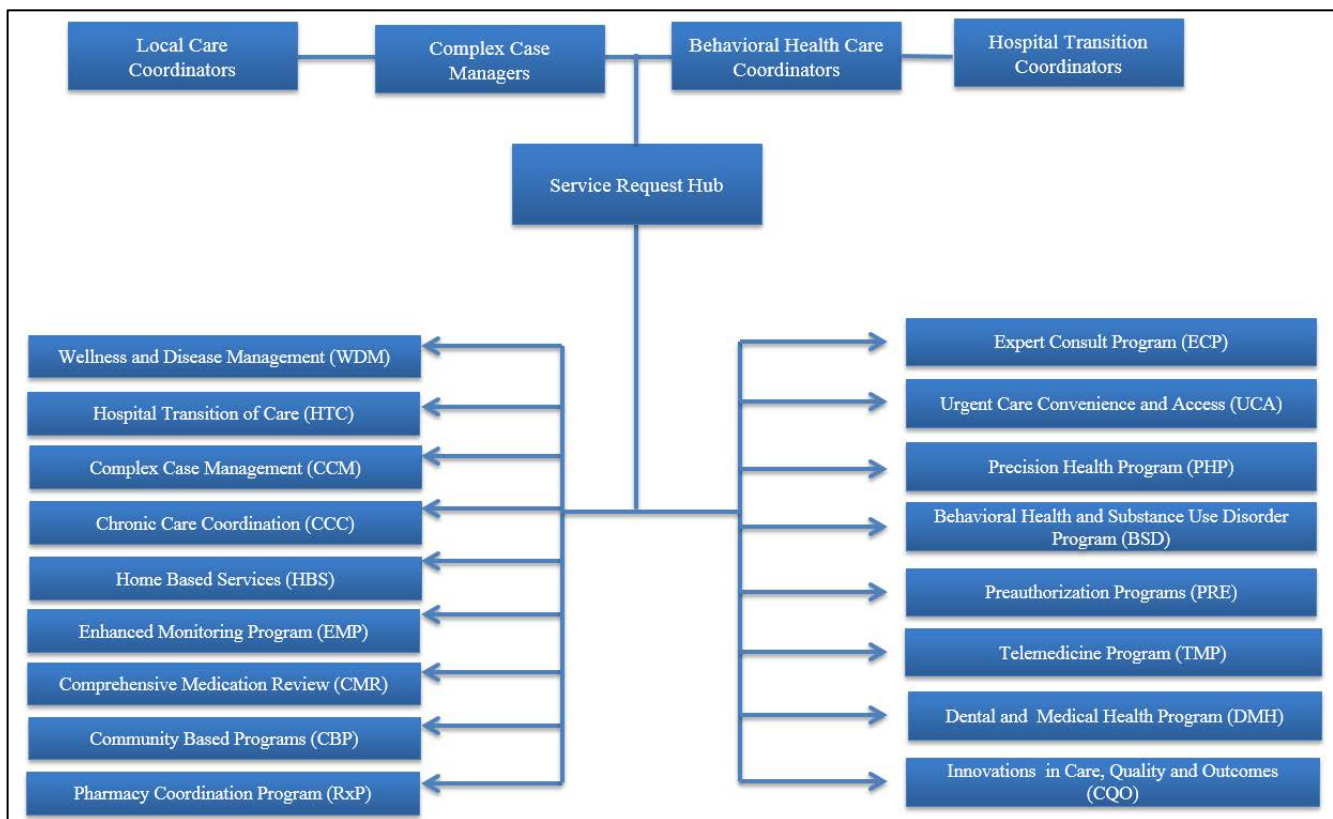 Local Care
Coordinators
Complex Case
Managers
Behavioral Health Care
Coordinators
Hospital Transition
Coordinators
Service Request Hub
Wellness and Disease Management (WDM)
Hospital Transition of Care (HTC)
Complex Case Management (CCM)
Chronic Care Coordination (CCC)
Home Based Services (HBS)
Enhanced Monitoring Program (EMP)
Comprehensive Medication Review (CMR)
Community Based Programs (CBP)
Pharmacy Coordination Program (RxP)
Expert Consult Program (ECP)
Urgent Care Convenience and Access (UCA)
Precision Health Program (PHP)
Behavioral Health and Substance Use Disorder
Program (BSD)
Preauthorization Programs (PRE)
Telemedicine Program (TMP)
Dental and Medical Health Program (DMH)
Innovations in Care, Quality and Outcomes
(CQO)